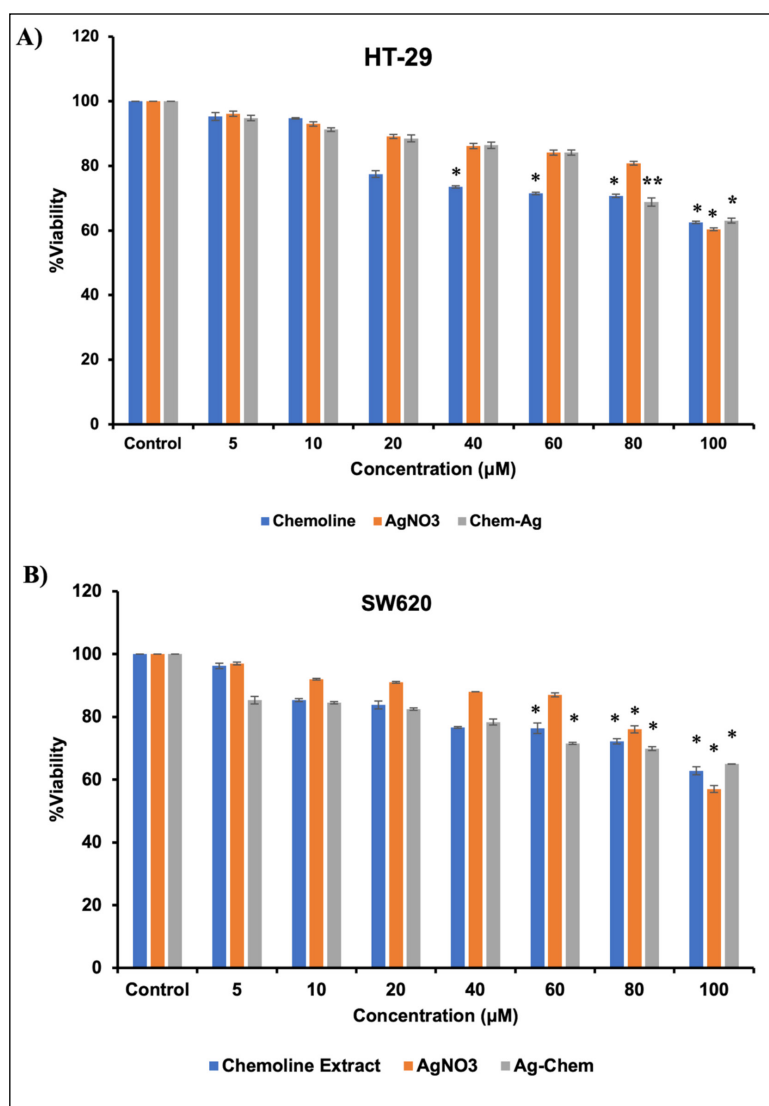 A)
HT-29
120
100
80
60
40
20
0
%Viability
* * * ** * * *
Control 5 10 20 40 60 80 100
Concentration (µM)
Chemoline AgNO3 Chem-Ag
B)
SW620
120
100
80
60
40
20
0
%Viability
* * * * * * * *
Control 5 10 20 40 60 80 100
Concentration (µM)
Chemoline Extract AgNO3 Ag-Chem